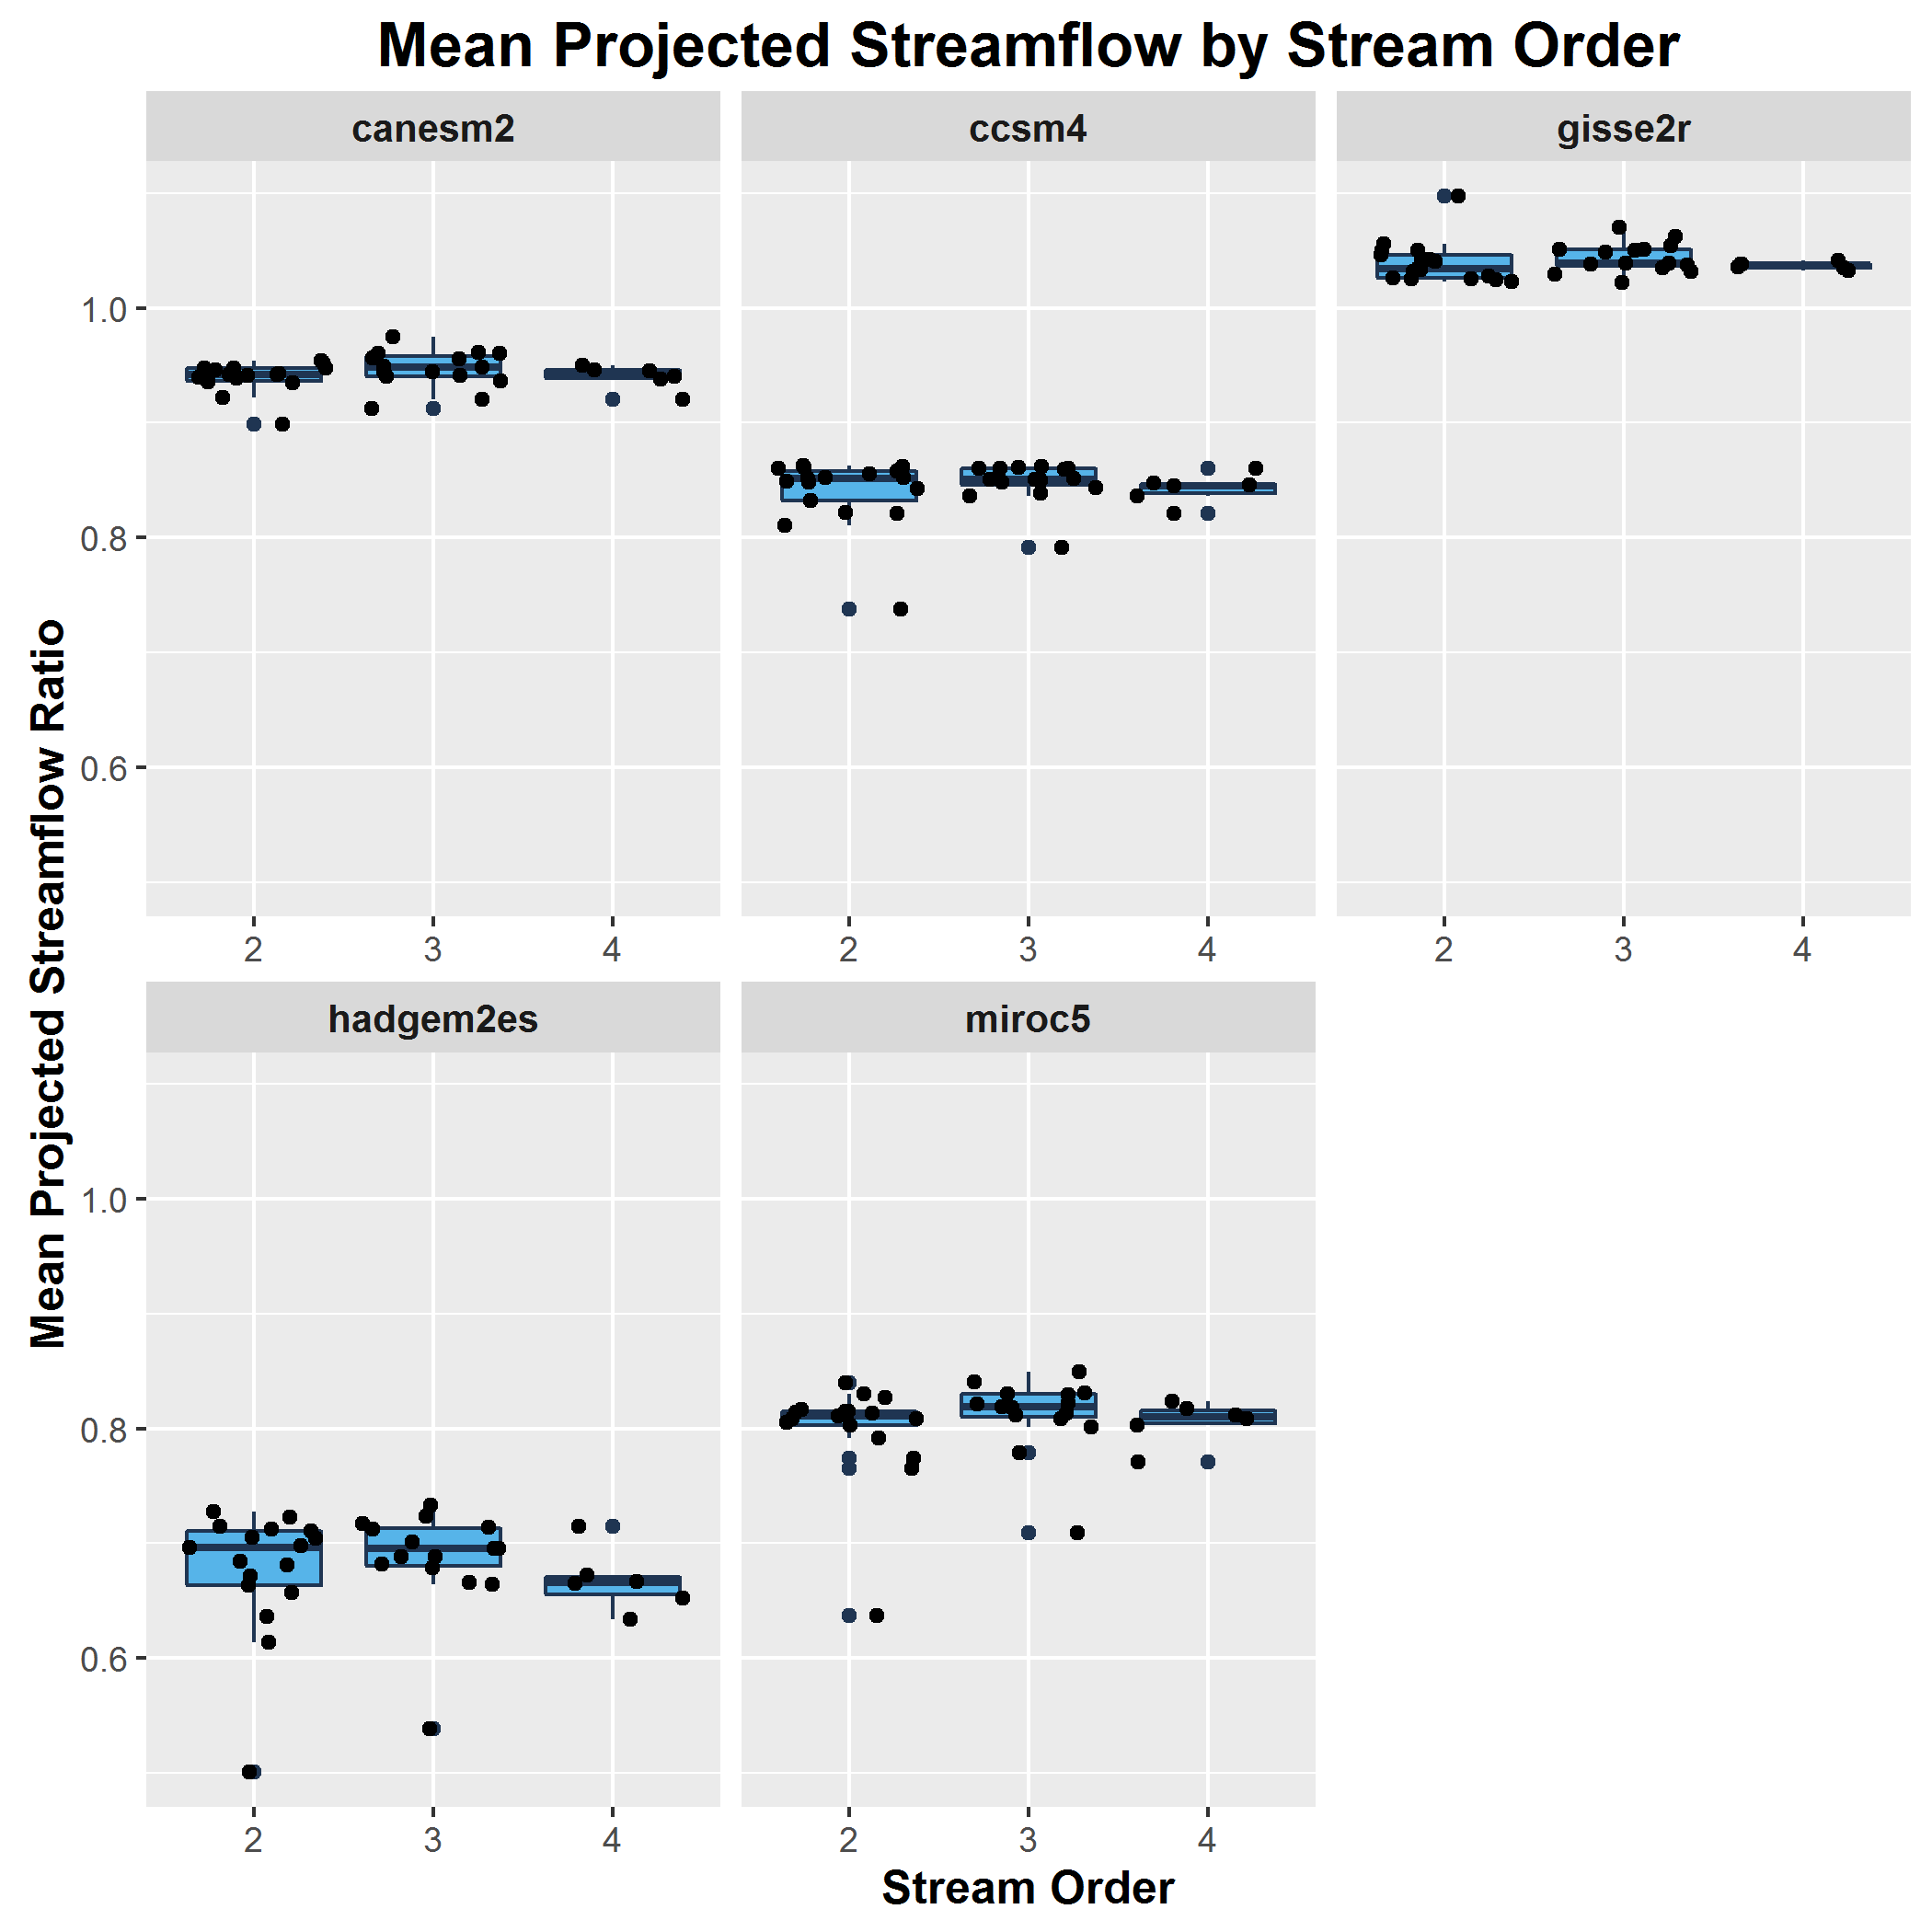 Mean Projected Streamflow by Stream Order
canesm2
ccsm4
gisse2r
1.0
0.8
0.6
2 3 4
2 3 4
2 3 4
Mean Projected Streamflow Ratio
hadgem2es
miroc5
1.0
0.8
0.6
2 3 4
2 3 4
Stream Order